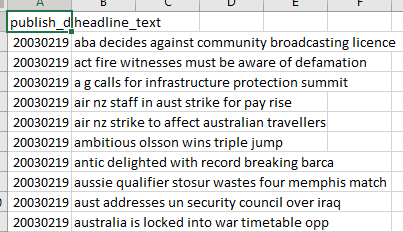 A B C D E F
publish_d headline_text
20030219 aba decides against community broadcasting licence
20030219 act fire witnesses must be aware of defamation
20030219 a g calls for infrastructure protection summit
20030219 air nz staff in aust strike for pay rise
20030219 air nz strike to affect australian travellers
20030219 ambitious olsson wins triple jump
20030219 antic delighted with record breaking barca
20030219 aussie qualifier stosur wastes four memphis match
20030219 aust addresses un security council over iraq
20030219 australia is locked into war timetable opp